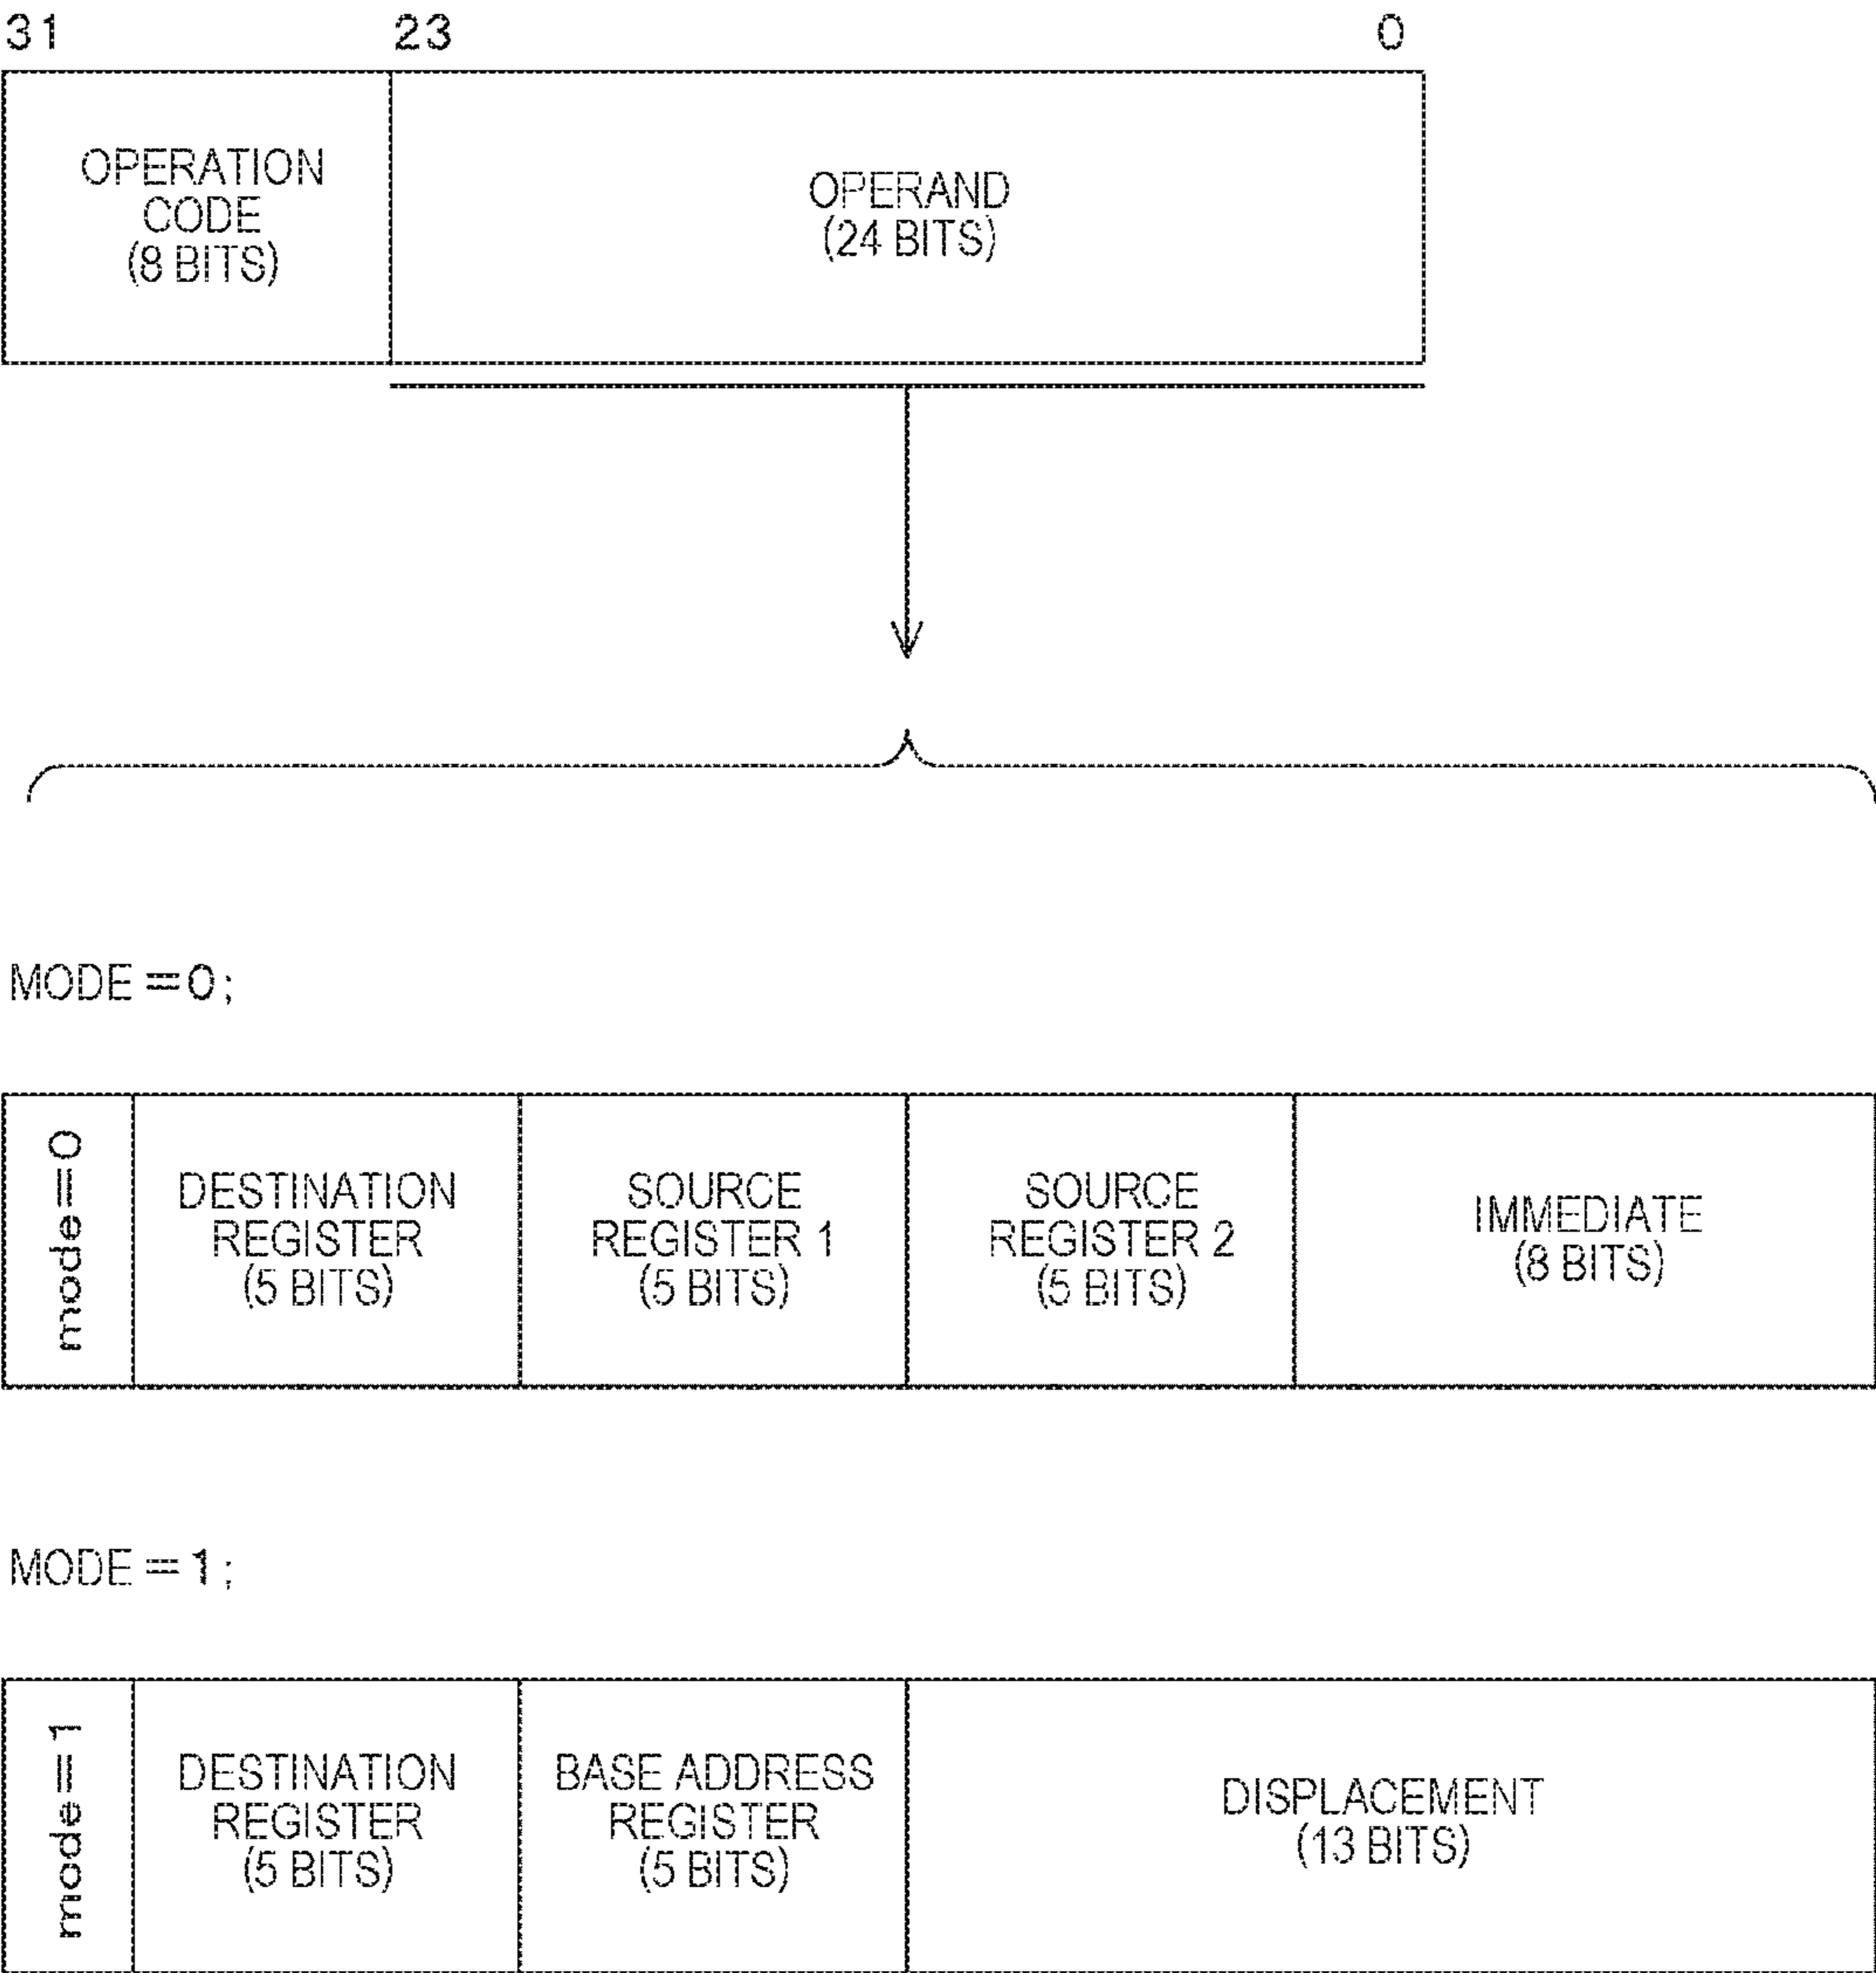 31 23 0
OPERATION
CODE
(8 BITS)
OPERAND
(24 BITS)
MODE=0;
mode=0
DESTINATION
REGISTER
(5 BITS)
SOURCE
REGISTER 1
(5 BITS)
SOURCE
REGISTER 2
(5 BITS)
IMMEDIATE
(8 BITS)
MODE=1;
mode=1
DESTINATION
REGISTER
(5 BITS)
BASE ADDRESS
REGISTER
(5 BITS)
DISPLACEMENT
(13 BITS)